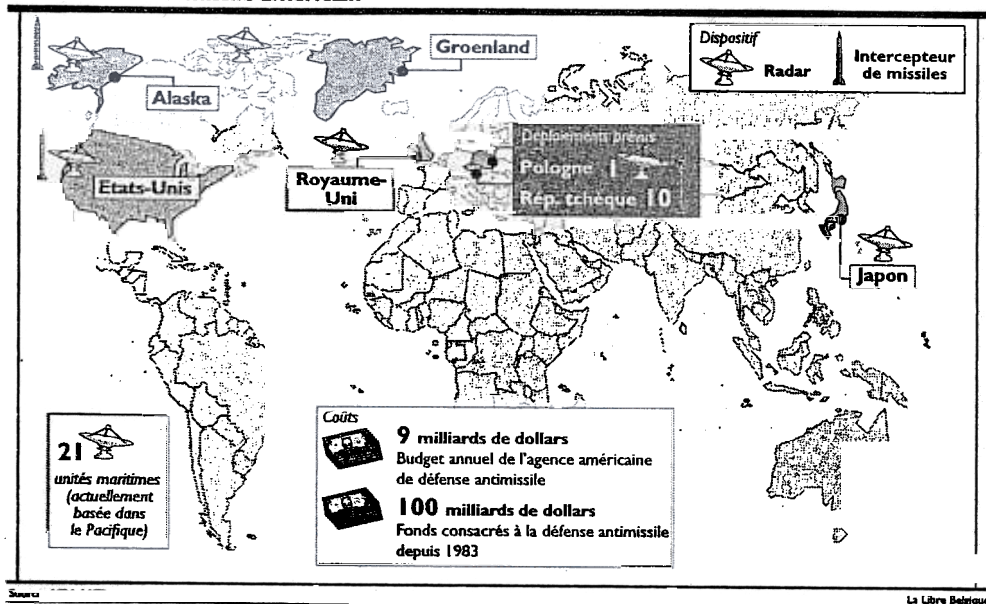 Groenland
Dispositif
Radar
Intercepteur
de missiles
Alaska
Etats-Unis
Royaume-
Uni
Déploiements prévus
Pologne 1
Rép. tchèque 10
Japon
21
unités maritimes
(actuellement
basée dans
le Pacifique)
Coûts
9 milliards de dollars
Budget annuel de l'agence américaine
de défense antimissile
100 milliards de dollars
Fonds consacrés à la défense antimissile
depuis 1983
La Libre Belgique